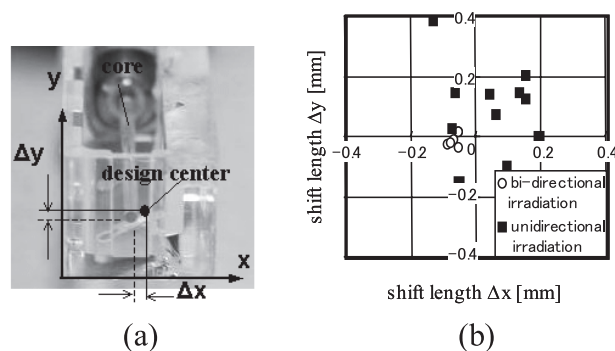 y
core
Δy
design center
x
Δx
(a)
shift length Δy [mm]
0.4
0.2
0
−0.2
−0.4
−0.4
−0.2
0
0.2
0.4
bi-directional
irradiation
unidirectional
irradiation
shift length Δx [mm]
(b)